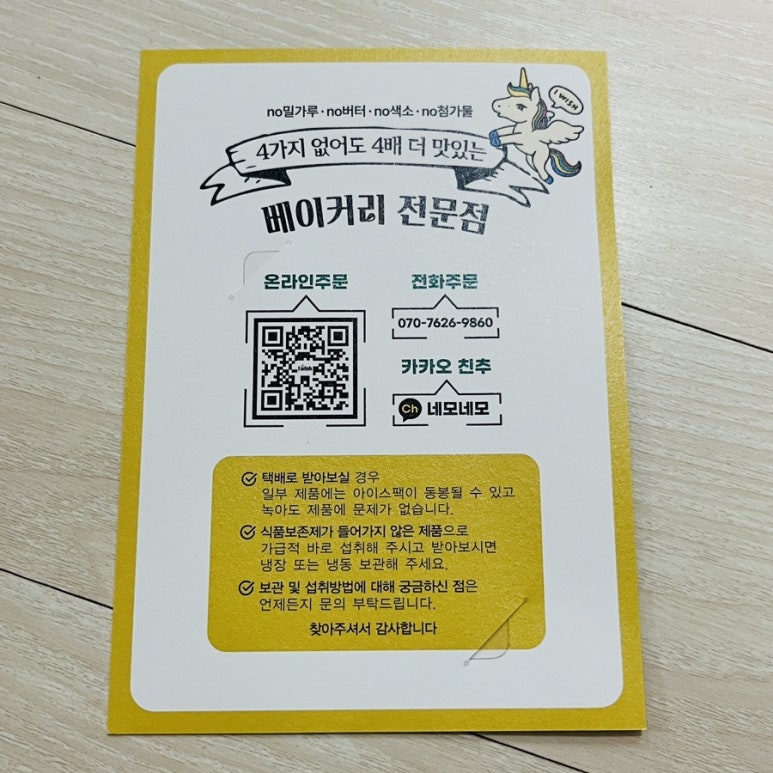 no밀가루·no버터·no색소·no첨가물
I WISH
4가지 없어도 4배 더 맛있는
베이커리 전문점
온라인주문
전화주문
070-7626-9860
카카오 친추
Ch 네모네모
택배로 받아보실 경우
일부 제품에는 아이스팩이 동봉될 수 있고
녹아도 제품에 문제가 없습니다.
식품보존제가 들어가지 않은 제품으로
가급적 바로 섭취해 주시고 받아보시면
냉장 또는 냉동 보관해 주세요.
보관 및 섭취방법에 대해 궁금하신 점은
언제든지 문의 부탁드립니다.
찾아주셔서 감사합니다